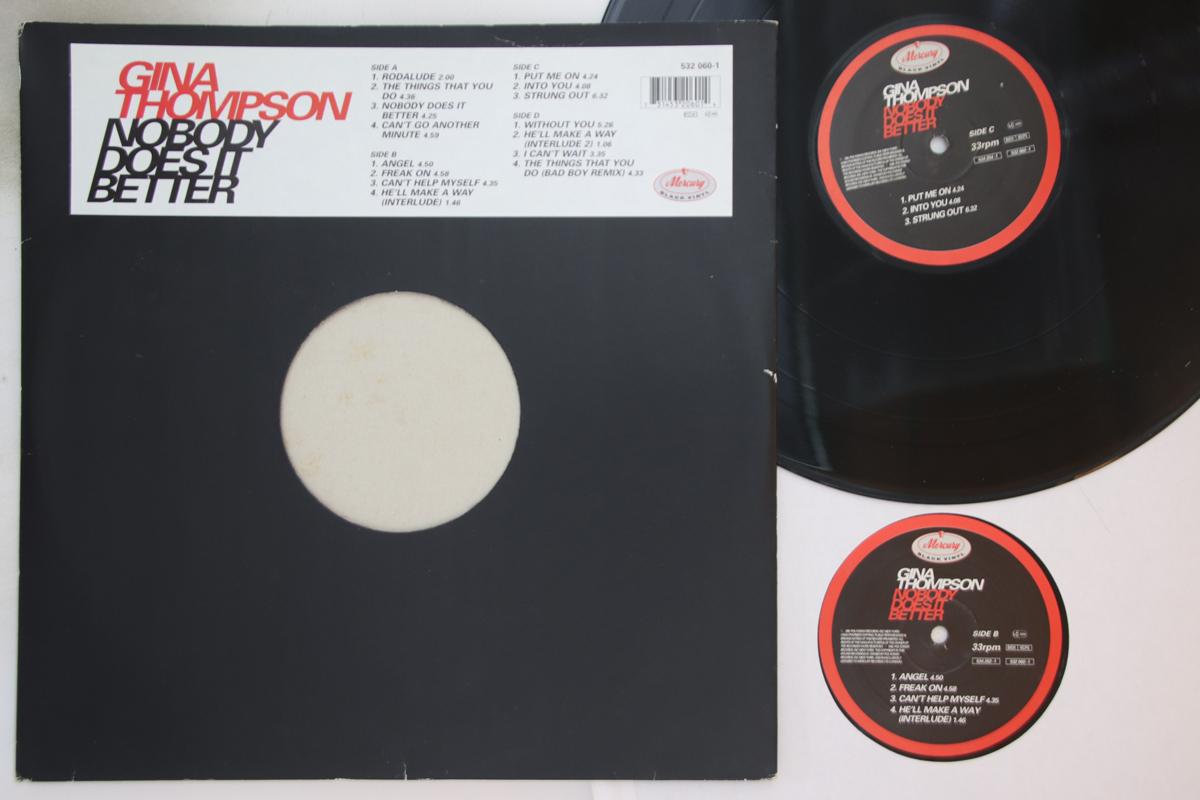 GINA
THOMPSON
NOBODY
DOES IT
BETTER
SIDE A
1. RODALUDE 2.00
2. THE THINGS THAT YOU
DO 4.36
3. NOBODY DOES IT
BETTER 4.25
4. CAN'T GO ANOTHER
MINUTE 4.59
SIDE B
1. ANGEL 4.50
2. FREAK ON 4.58
3. CAN'T HELP MYSELF 4.35
4. HE'LL MAKE A WAY
(INTERLUDE) 1.46
SIDE C
1. PUT ME ON 4.24
2. INTO YOU 4.08
3. STRUNG OUT 6.32
SIDE D
1. WITHOUT YOU 5.26
2. HE'LL MAKE A WAY
(INTERLUDE 2) 1.06
3. I CAN'T WAIT 3.35
4. THE THINGS THAT YOU
DO (BAD BOY REMIX) 4.33
532 060-1
Mercury
BLACK VINYL
Mercury
BLACK VINYL
GINA
THOMPSON
NOBODY
DOES IT
BETTER
SIDE C
33rpm
532 060-1
1. PUT ME ON 4.24
2. INTO YOU 4.08
3. STRUNG OUT 6.32
Mercury
BLACK VINYL
GINA
THOMPSON
NOBODY
DOES IT
BETTER
SIDE B
33rpm
532 060-1
1. ANGEL 4.50
2. FREAK ON 4.58
3. CAN'T HELP MYSELF 4.35
4. HE'LL MAKE A WAY
(INTERLUDE) 1.46